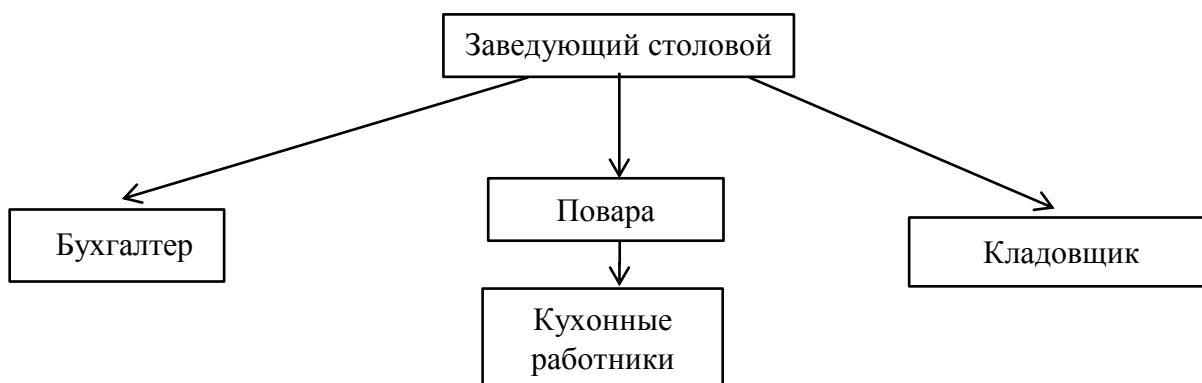 Заведующий столовой
Бухгалтер
Повара
Кладовщик
Кухонные
работники